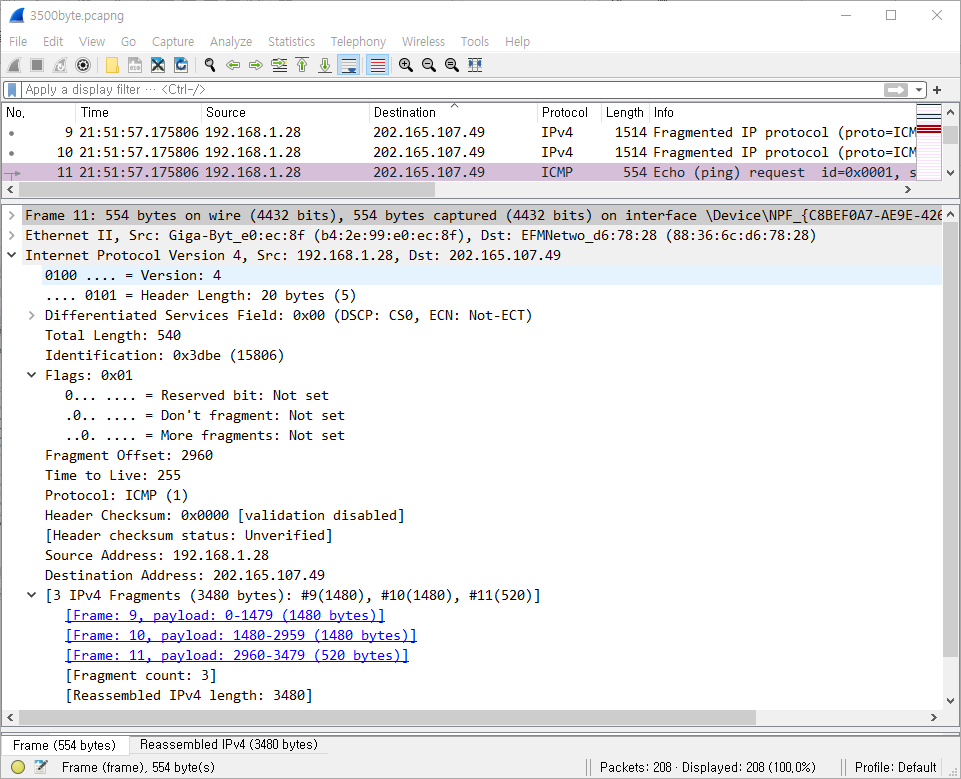 3500byte.pcapng
File Edit View Go Capture Analyze Statistics Telephony Wireless Tools Help
Apply a display filter ··· <Ctrl-/>
No. Time Source Destination Protocol Length Info
9 21:51:57.175806 192.168.1.28 202.165.107.49 IPv4 1514 Fragmented IP protocol (proto=ICM
10 21:51:57.175806 192.168.1.28 202.165.107.49 IPv4 1514 Fragmented IP protocol (proto=ICM
11 21:51:57.175806 192.168.1.28 202.165.107.49 ICMP 554 Echo (ping) request id=0x0001, s
Frame 11: 554 bytes on wire (4432 bits), 554 bytes captured (4432 bits) on interface \Device\NPF_{C8BEF0A7-AE9E-426
Ethernet II, Src: Giga-Byt_e0:ec:8f (b4:2e:99:e0:ec:8f), Dst: EFMNetwo_d6:78:28 (88:36:6c:d6:78:28)
Internet Protocol Version 4, Src: 192.168.1.28, Dst: 202.165.107.49
0100 .... = Version: 4
.... 0101 = Header Length: 20 bytes (5)
Differentiated Services Field: 0x00 (DSCP: CS0, ECN: Not-ECT)
Total Length: 540
Identification: 0x3dbe (15806)
Flags: 0x01
0... .... = Reserved bit: Not set
.0.. .... = Don't fragment: Not set
..0. .... = More fragments: Not set
Fragment Offset: 2960
Time to Live: 255
Protocol: ICMP (1)
Header Checksum: 0x0000 [validation disabled]
[Header checksum status: Unverified]
Source Address: 192.168.1.28
Destination Address: 202.165.107.49
[3 IPv4 Fragments (3480 bytes): #9(1480), #10(1480), #11(520)]
[Frame: 9, payload: 0-1479 (1480 bytes)]
[Frame: 10, payload: 1480-2959 (1480 bytes)]
[Frame: 11, payload: 2960-3479 (520 bytes)]
[Fragment count: 3]
[Reassembled IPv4 length: 3480]
Frame (554 bytes) Reassembled IPv4 (3480 bytes)
Frame (frame), 554 byte(s) Packets: 208 · Displayed: 208 (100,0%) Profile: Default